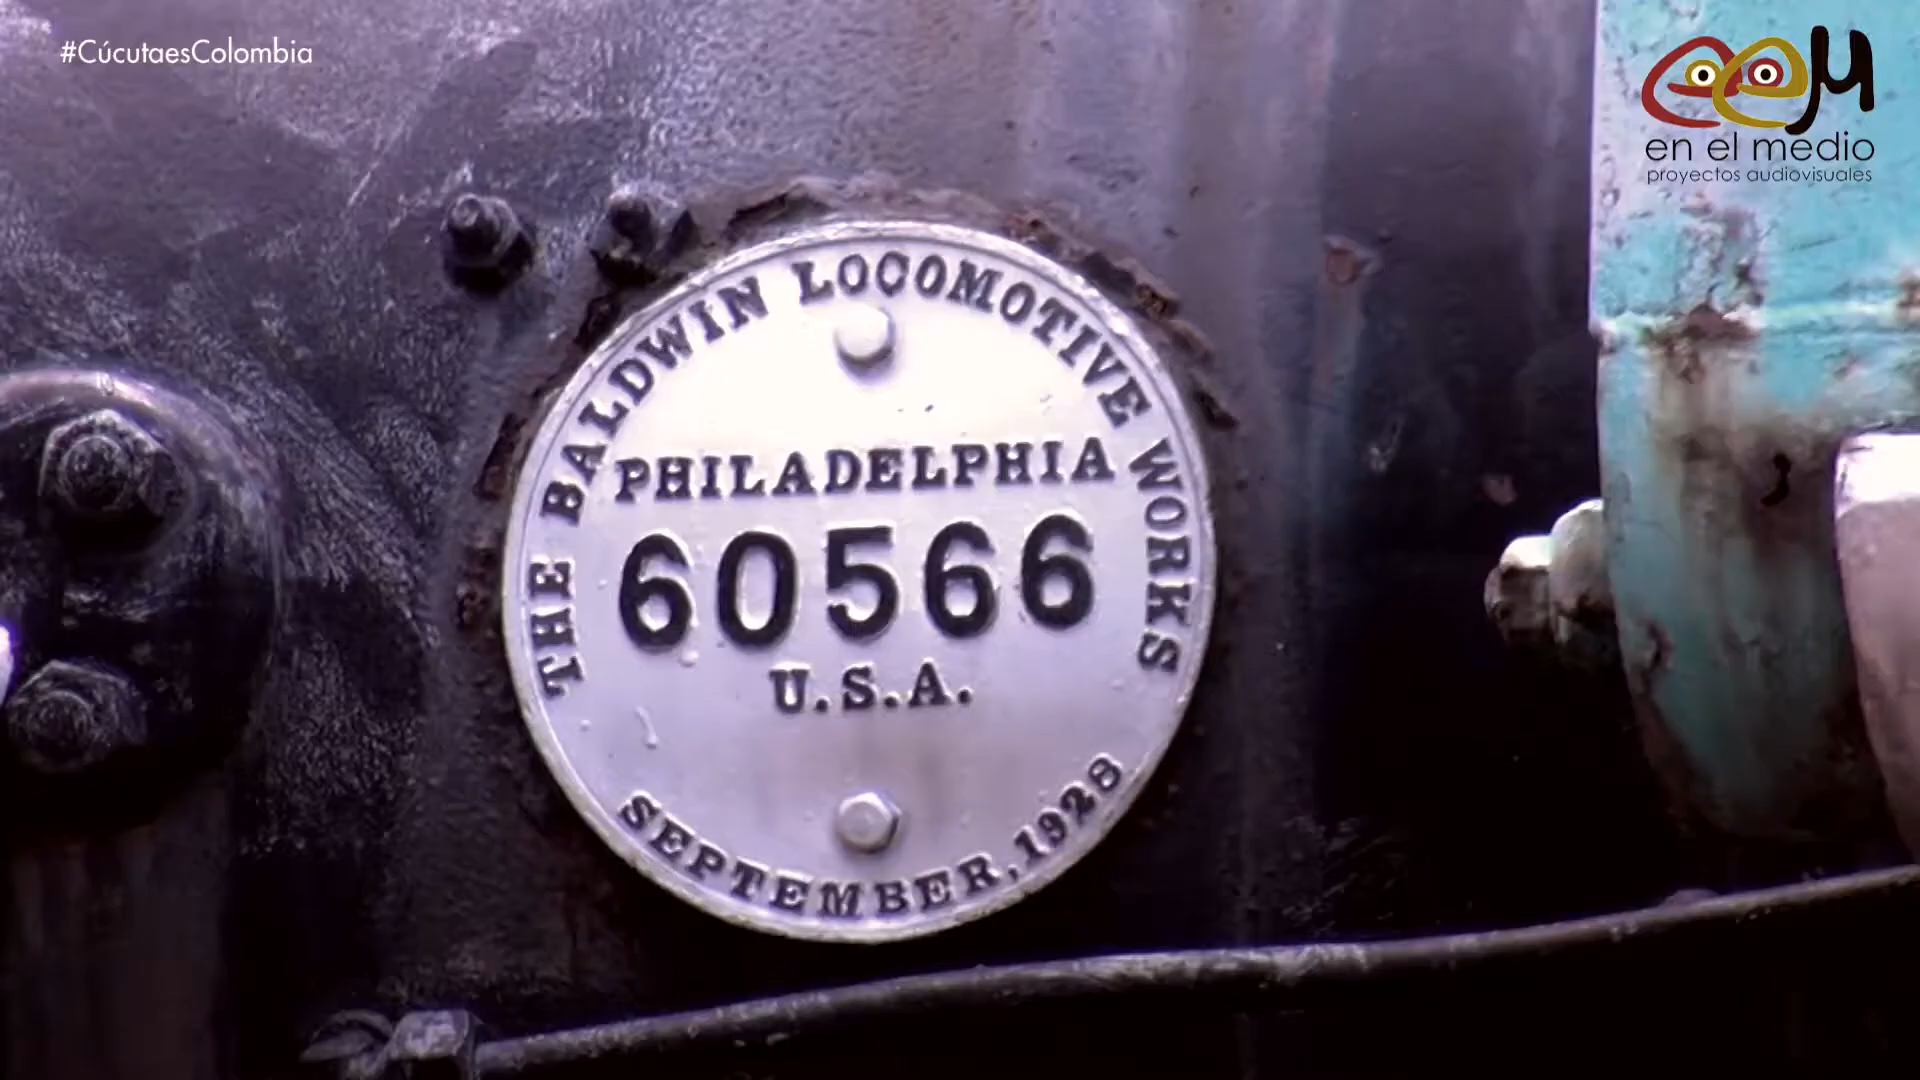 #CúcutaesColombia
en el medio
proyectos audiovisuales
THE BALDWIN LOCOMOTIVE WORKS
PHILADELPHIA
60566
U.S.A.
SEPTEMBER, 1928